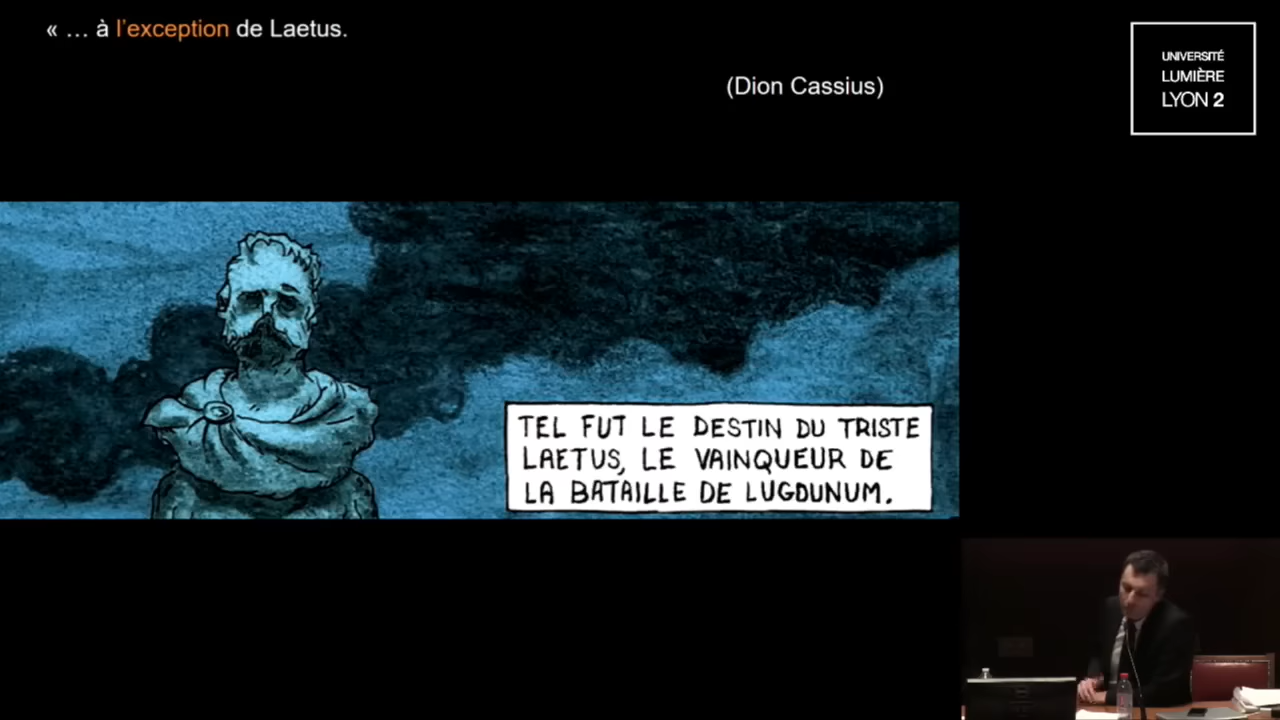 « … à l'exception de Laetus.
(Dion Cassius)
UNIVERSITÉ
LUMIÈRE
LYON 2
TEL FUT LE DESTIN DU TRISTE
LAETUS, LE VAINQUEUR DE
LA BATAILLE DE LUGDUNUM.